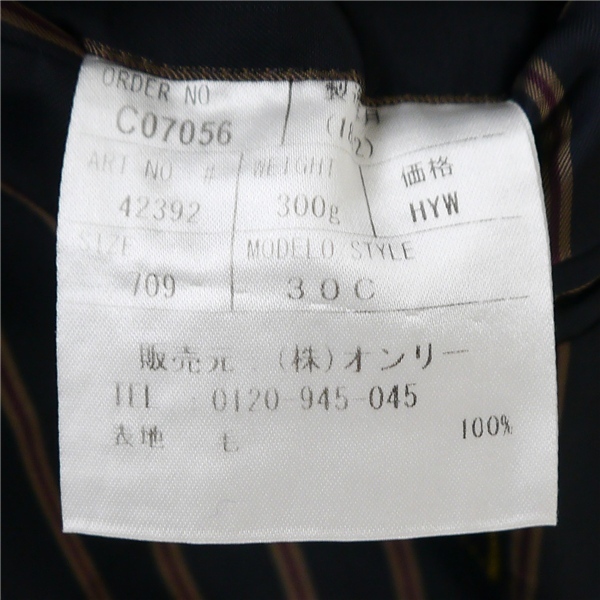 ORDER NO 製
C07056
ART NO # WEIGHT 価格
42392 300g HYW
SIZE MODELO STYLE
709 30C
販売元 (株)オンリー
TEL 0120-945-045
表地 毛 100%